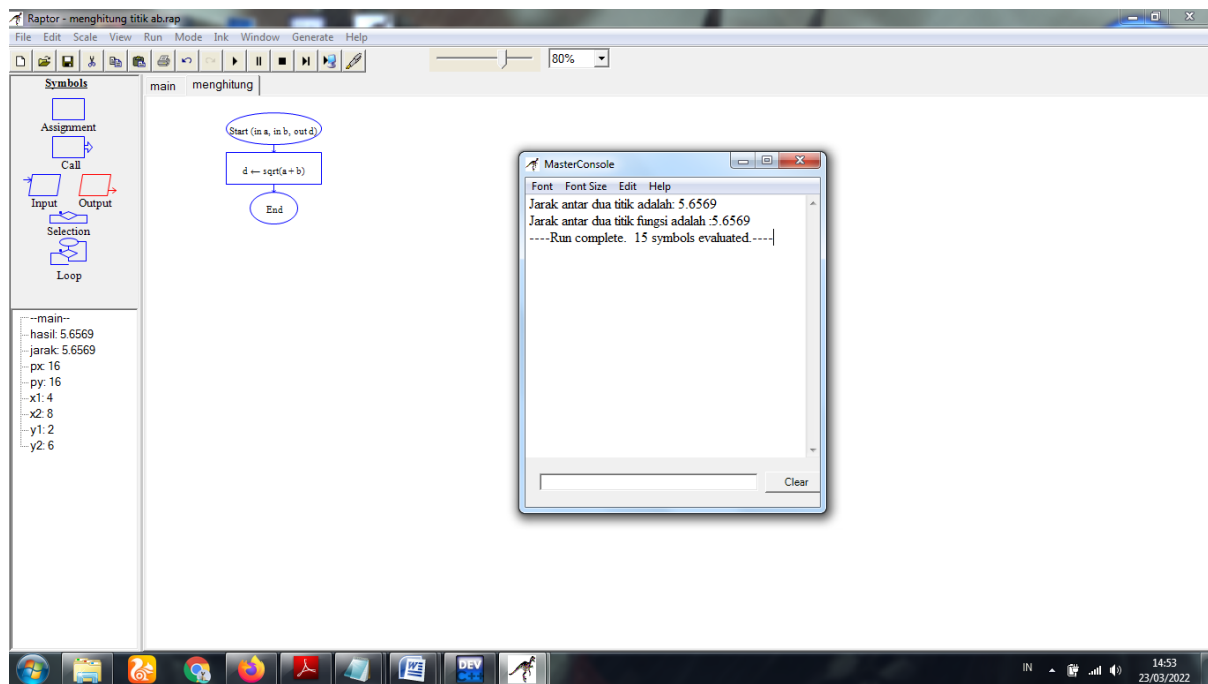 Raptor - menghitung titik ab.rap
File Edit Scale View Run Mode Ink Window Generate Help
80%
Symbols
main menghitung
Assignment
Call
Input Output
Selection
Loop
Start (in a, in b, out d)
d ← sqrt(a + b)
End
MasterConsole
Font Font Size Edit Help
Jarak antar dua titik adalah: 5.6569
Jarak antar dua titik fungsi adalah :5.6569
----Run complete. 15 symbols evaluated.----
Clear
--main--
hasil: 5.6569
jarak: 5.6569
px: 16
py: 16
x1: 4
x2: 8
y1: 2
y2: 6
DEV
C++
IN
14:53
23/03/2022